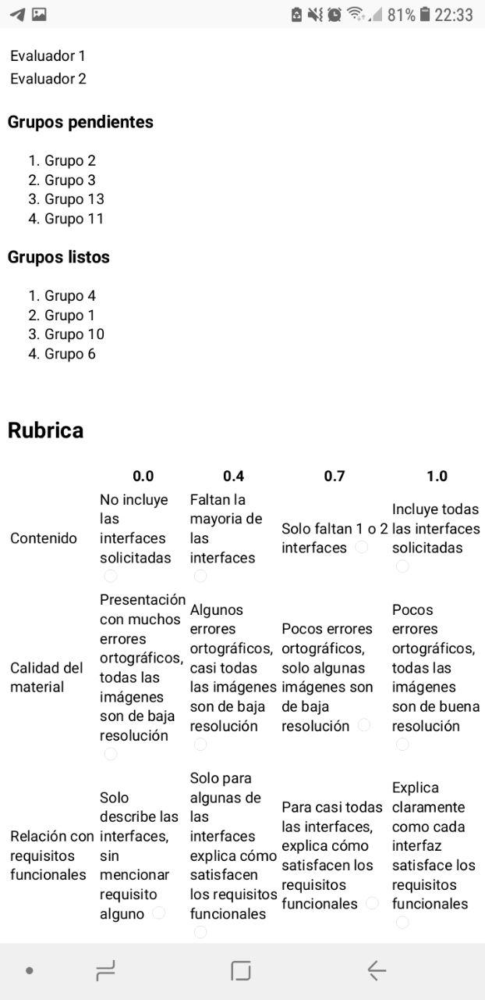 81% 22:33
Evaluador 1
Evaluador 2
Grupos pendientes
1. Grupo 2
2. Grupo 3
3. Grupo 13
4. Grupo 11
Grupos listos
1. Grupo 4
2. Grupo 1
3. Grupo 10
4. Grupo 6
Rubrica
0.0 0.4 0.7 1.0
Contenido
No incluye
las
interfaces
solicitadas
Faltan la
mayoria de
las
interfaces
Solo faltan 1 o 2
interfaces
Incluye todas
las interfaces
solicitadas
Calidad del
material
Presentación
con muchos
errores
ortográficos,
todas las
imágenes
son de baja
resolución
Algunos
errores
ortográficos,
casi todas
las imágenes
son de baja
resolución
Pocos errores
ortográficos,
solo algunas
imágenes son
de baja
resolución
Pocos
errores
ortográficos,
todas las
imágenes
son de buena
resolución
Relación con
requisitos
funcionales
Solo
describe las
interfaces,
sin
mencionar
requisito
alguno
Solo para
algunas de
las
interfaces
explica cómo
satisfacen
los requisitos
funcionales
Para casi todas
las interfaces,
explica cómo
satisfacen los
requisitos
funcionales
Explica
claramente
como cada
interfaz
satisface los
requisitos
funcionales